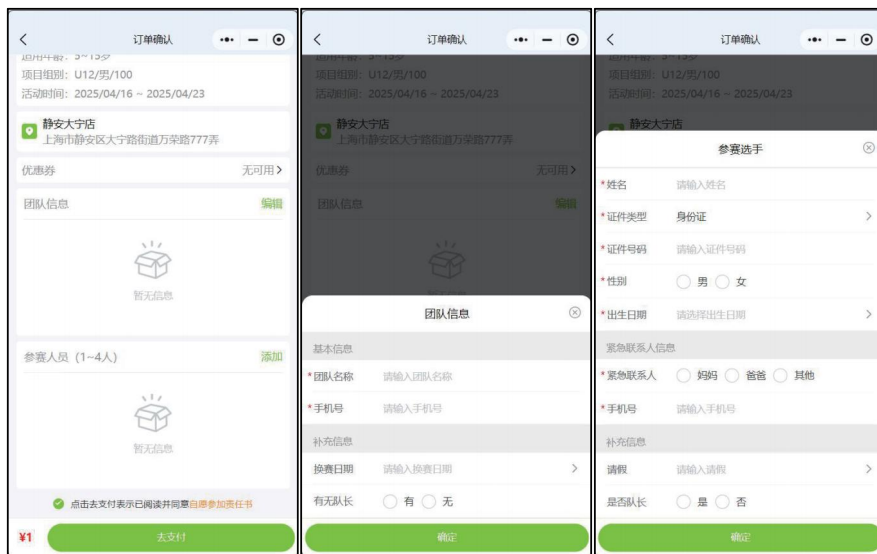 订单确认
适用年龄：5~15岁
项目组别：U12/男/100
活动时间：2025/04/16 ~ 2025/04/23
静安大宁店
上海市静安区大宁路街道万荣路777弄
优惠券 无可用
团队信息 编辑
暂无信息
参赛人员（1~4人） 添加
暂无信息
点击去支付表示已阅读并同意自愿参加责任书
¥1 去支付
订单确认
项目组别：U12/男/100
活动时间：2025/04/16 ~ 2025/04/23
静安大宁店
上海市静安区大宁路街道万荣路777弄
优惠券 无可用
团队信息 编辑
团队信息
基本信息
*团队名称 请输入团队名称
*手机号 请输入手机号
补充信息
换赛日期 请输入换赛日期
有无队长 有 无
确定
订单确认
项目组别：U12/男/100
活动时间：2025/04/16 ~ 2025/04/23
静安大宁店
参赛选手
*姓名 请输入姓名
*证件类型 身份证
*证件号码 请输入证件号码
*性别 男 女
*出生日期 请选择出生日期
紧急联系人信息
*紧急联系人 妈妈 爸爸 其他
*手机号 请输入手机号
补充信息
请假 请输入请假
是否队长 是 否
确定